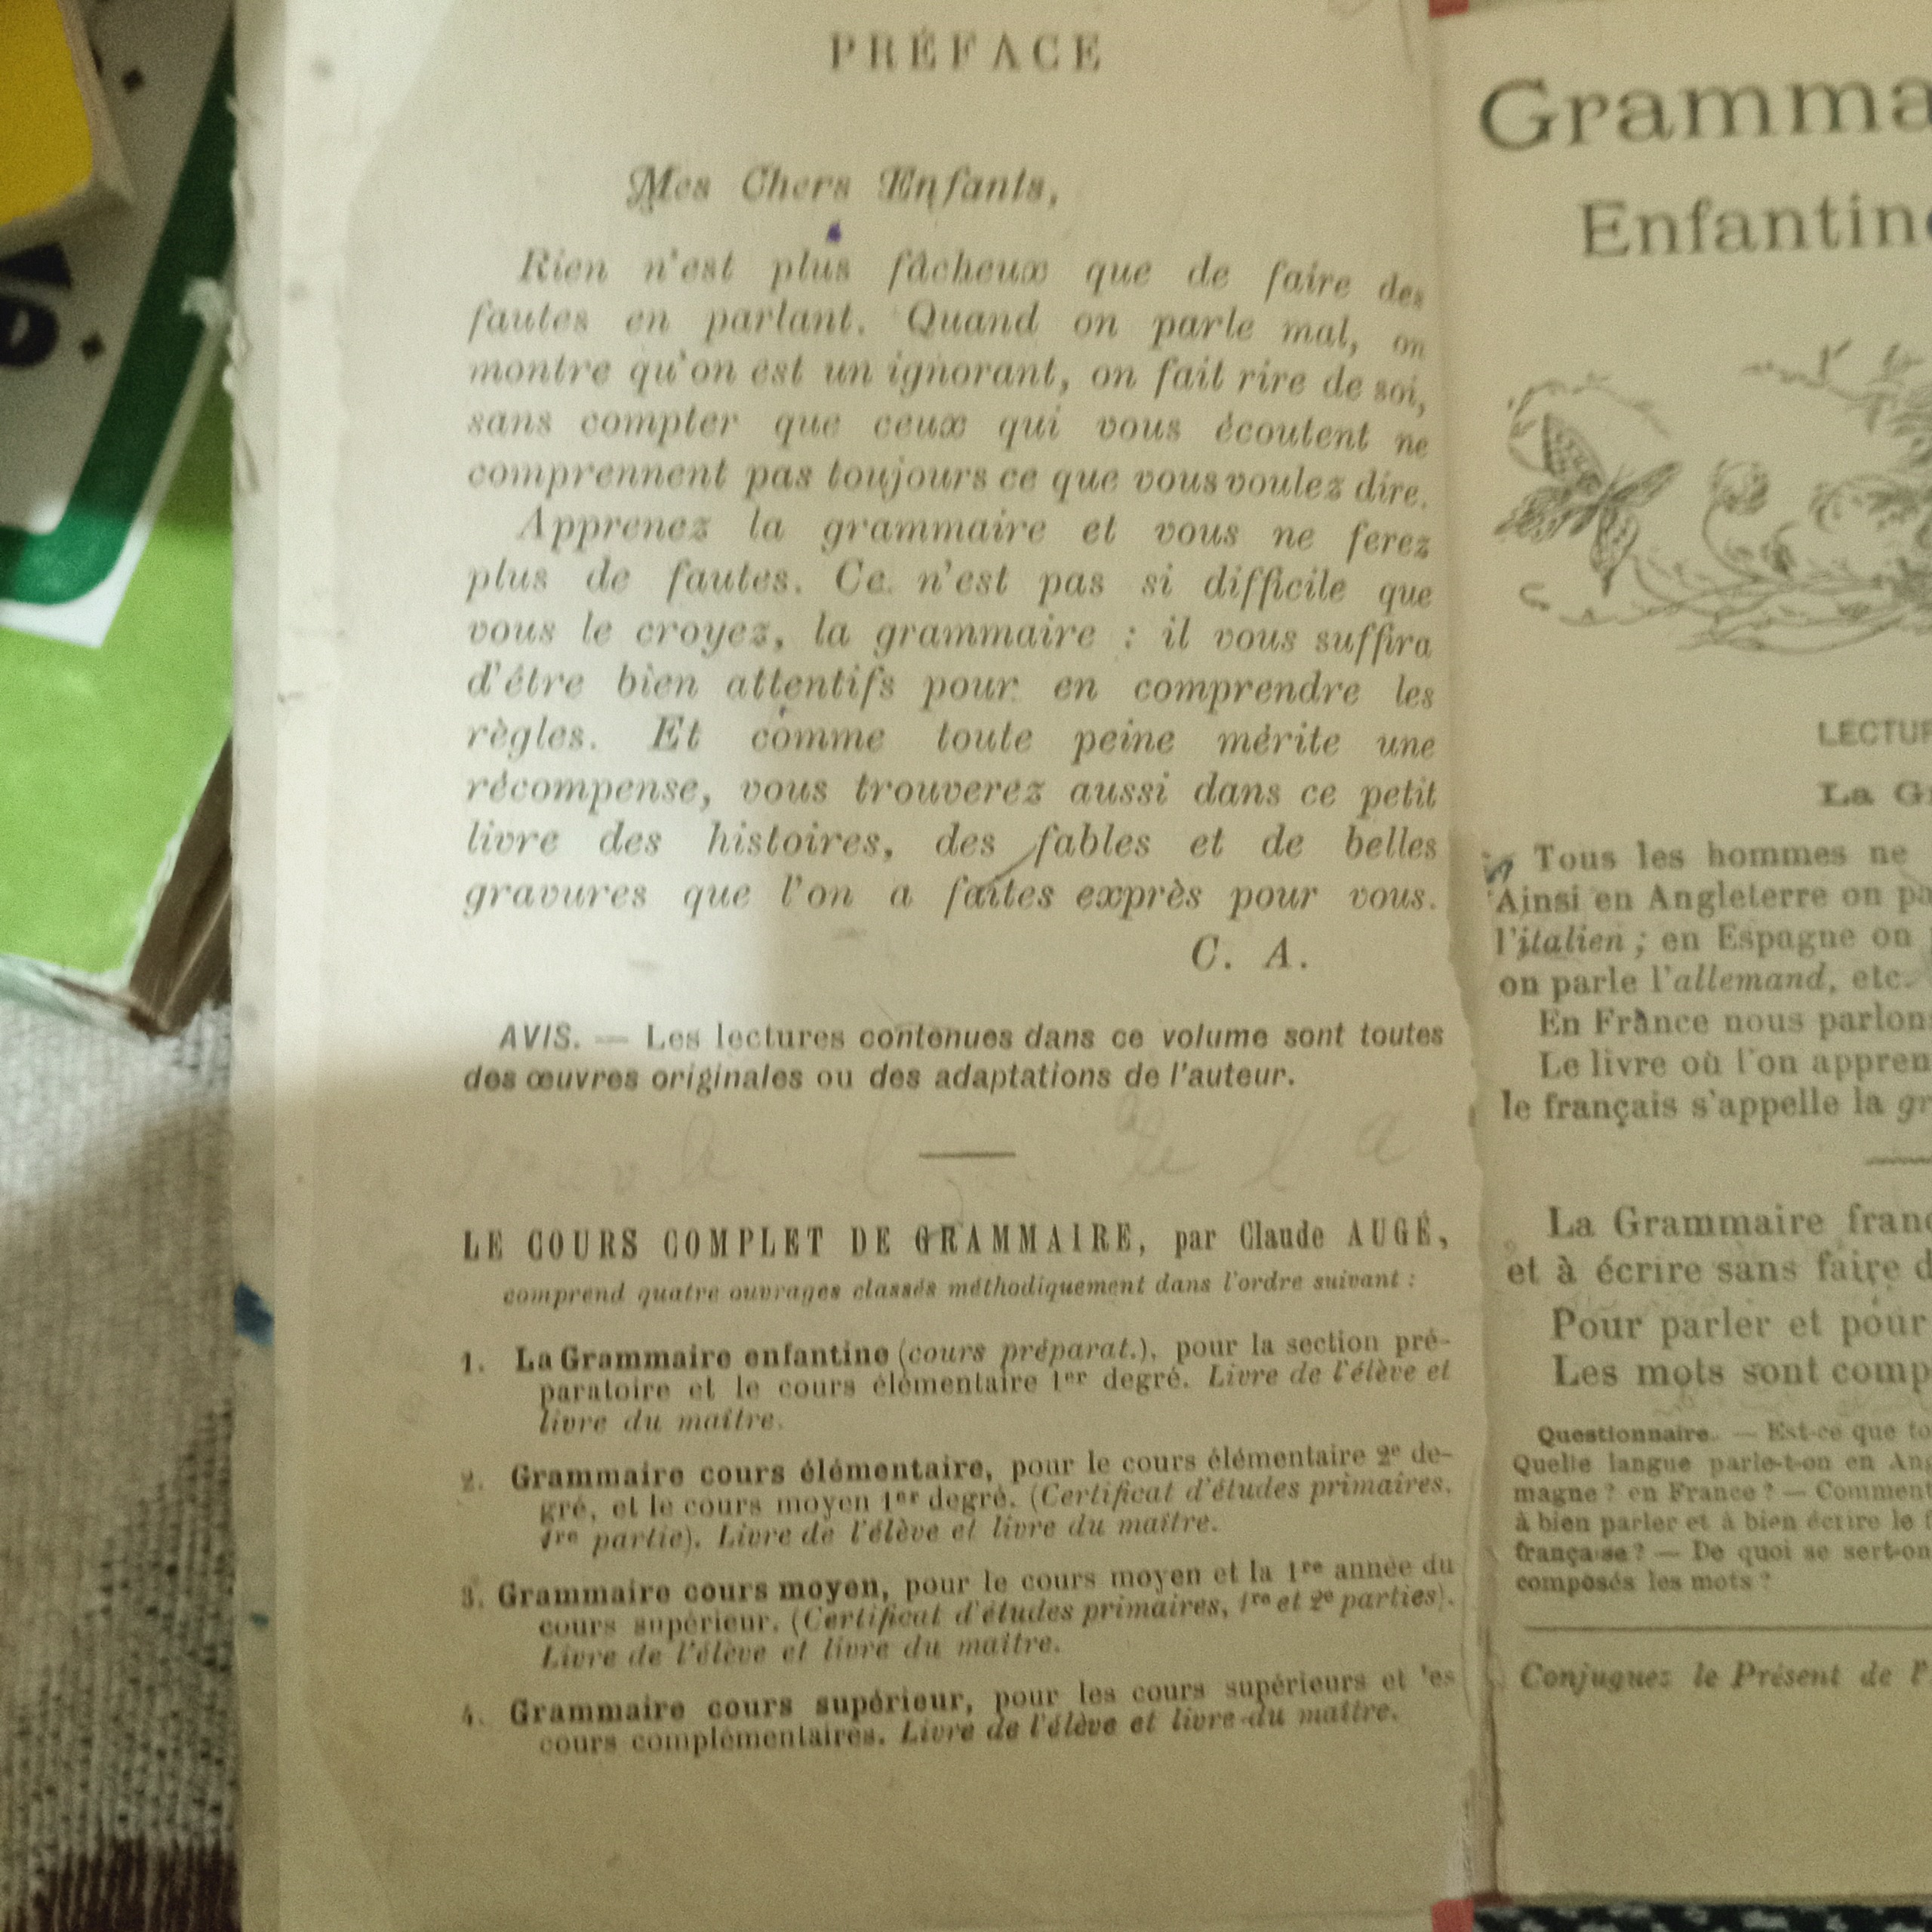 PRÉFACE
Mes Chers Enfants,
Rien n'est plus fâcheux que de faire des
fautes en parlant. Quand on parle mal, on
montre qu'on est un ignorant, on fait rire de soi,
sans compter que ceux qui vous écoutent ne
comprennent pas toujours ce que vous voulez dire.
Apprenez la grammaire et vous ne ferez
plus de fautes. Ce n'est pas si difficile que
vous le croyez, la grammaire : il vous suffira
d'être bien attentifs pour en comprendre les
règles. Et comme toute peine mérite une
récompense, vous trouverez aussi dans ce petit
livre des histoires, des fables et de belles
gravures que l'on a faites exprès pour vous.
C. A.
AVIS. — Les lectures contenues dans ce volume sont toutes
des œuvres originales ou des adaptations de l'auteur.
LE COURS COMPLET DE GRAMMAIRE, par Claude AUGÉ,
comprend quatre ouvrages classés méthodiquement dans l'ordre suivant :
1. La Grammaire enfantine (cours préparat.), pour la section pré-
paratoire et le cours élémentaire 1er degré. Livre de l'élève et
livre du maître.
2. Grammaire cours élémentaire, pour le cours élémentaire 2e de-
gré, et le cours moyen 1er degré. (Certificat d'études primaires,
1re partie). Livre de l'élève et livre du maître.
3. Grammaire cours moyen, pour le cours moyen et la 1re année du
cours supérieur. (Certificat d'études primaires, 1re et 2e parties).
Livre de l'élève et livre du maître.
4. Grammaire cours supérieur, pour les cours supérieurs et les
cours complémentaires. Livre de l'élève et livre du maître.
Gramma
Enfantine
LECTUR
La Gr
Tous les hommes ne
Ainsi en Angleterre on pa
l'italien ; en Espagne on
on parle l'allemand, etc.
En France nous parlons
Le livre où l'on appren
le français s'appelle la gr
La Grammaire franç
et à écrire sans faire d
Pour parler et pour
Les mots sont comp
Questionnaire. — Est-ce que to
Quelle langue parle-t-on en Ang
magne ? en France ? — Comment
à bien parler et à bien écrire le f
française ? — De quoi se sert-on
composés les mots ?
Conjuguez le Présent de l'